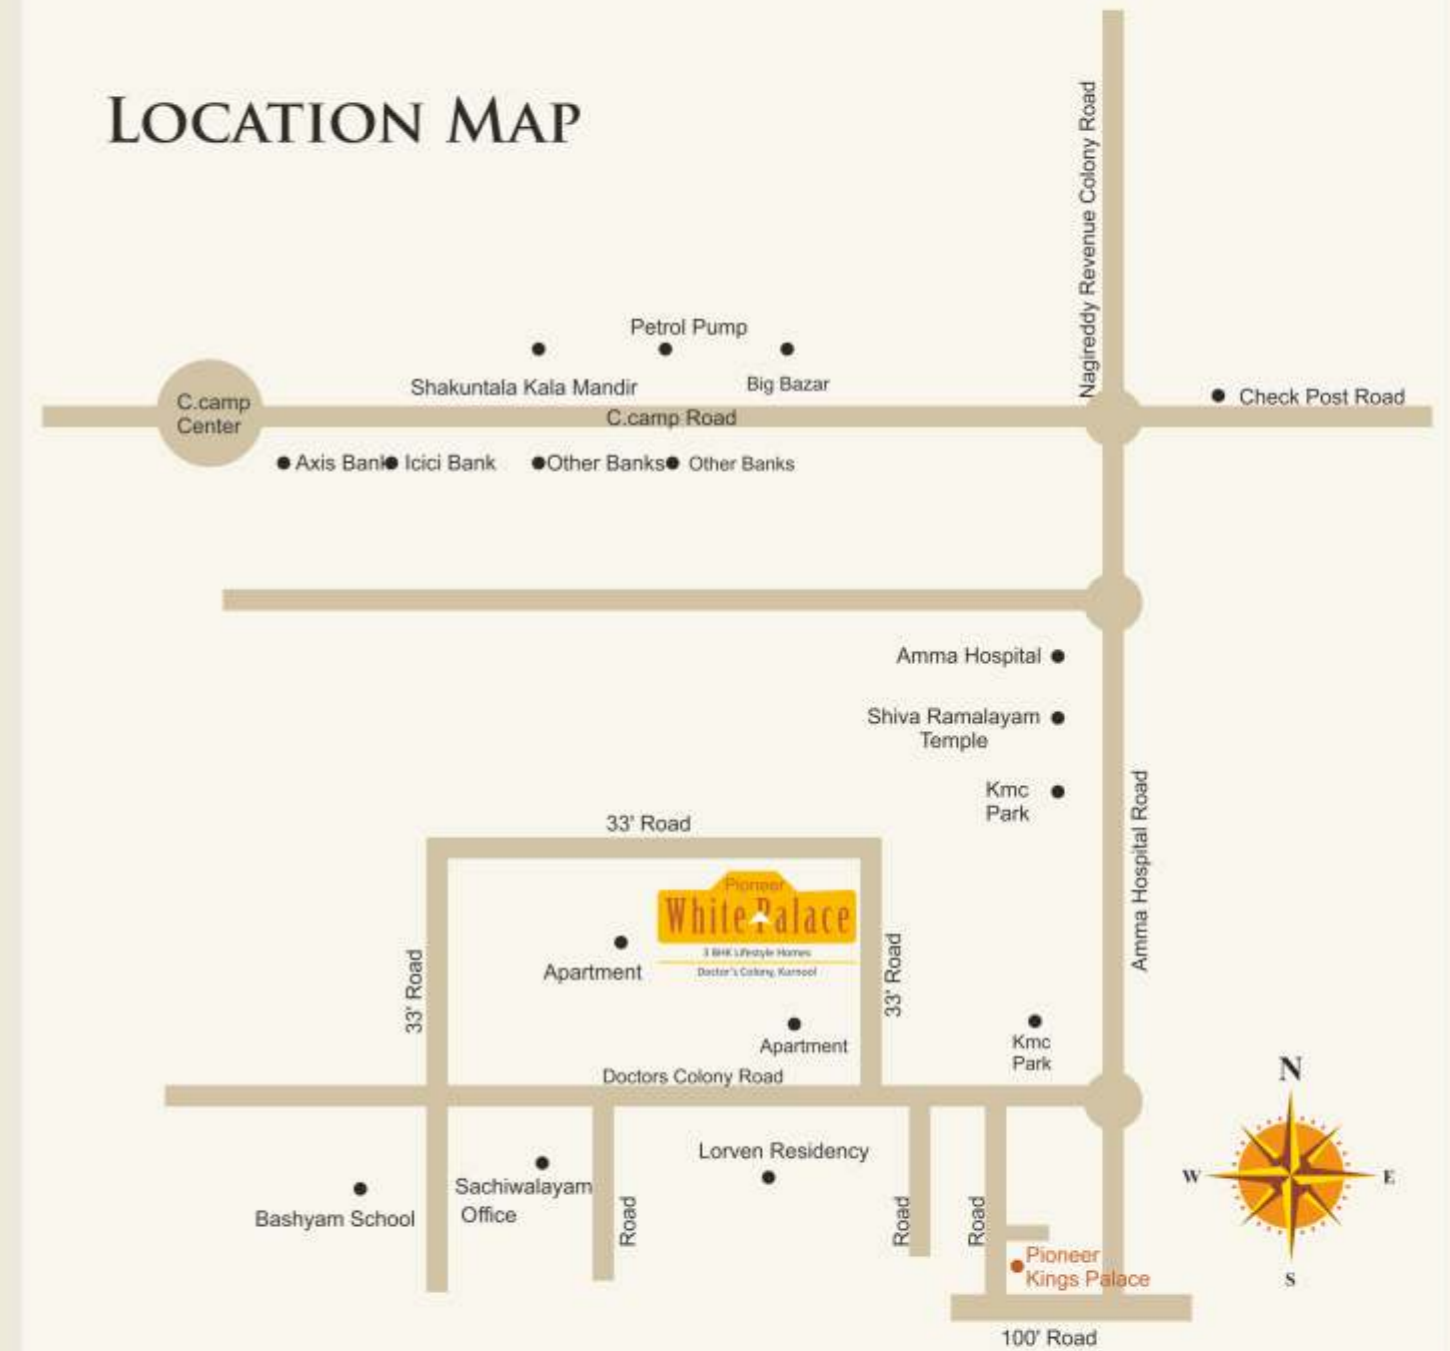 LOCATION MAP
Nagireddy Revenue Colony Road
Petrol Pump
Shakuntala Kala Mandir
Big Bazar
C.camp
Center
C.camp Road
Check Post Road
Axis Bank
Icici Bank
Other Banks
Other Banks
Amma Hospital
Shiva Ramalayam
Temple
Kmc
Park
Amma Hospital Road
33' Road
Pioneer
White Palace
3 BHK Lifestyle Homes
Doctor's Colony, Kurnool
Apartment
33' Road
33' Road
Apartment
Kmc
Park
Doctors Colony Road
N
W
E
S
Lorven Residency
Sachiwalayam
Office
Bashyam School
Road
Road
Road
Pioneer
Kings Palace
100' Road